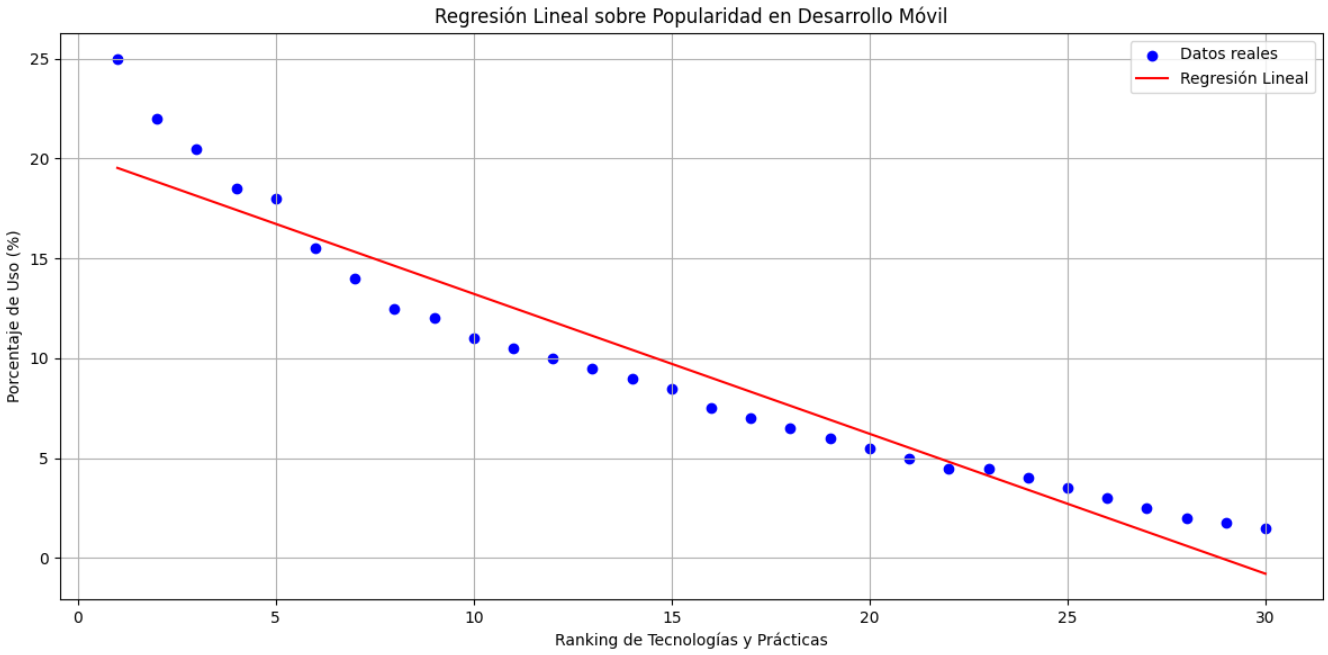 Regresión Lineal sobre Popularidad en Desarrollo Móvil
Datos reales
Regresión Lineal
Porcentaje de Uso (%)
25
20
15
10
5
0
0 5 10 15 20 25 30
Ranking de Tecnologías y Prácticas